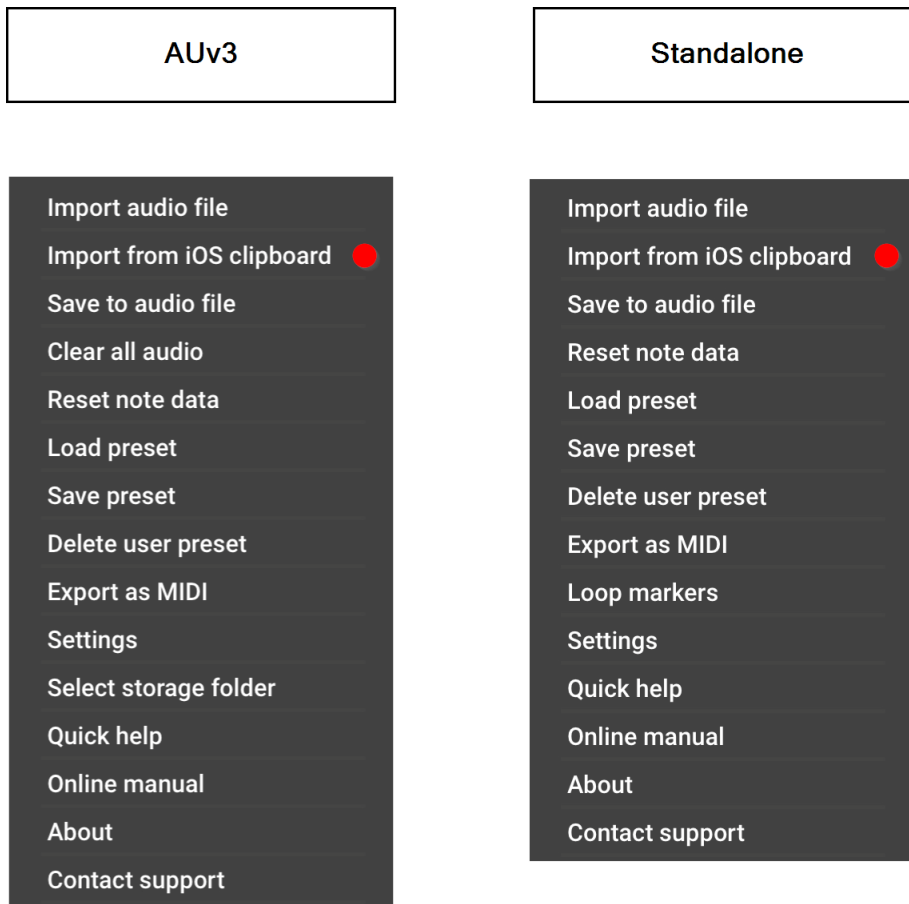 AUv3
Import audio file
Import from iOS clipboard
Save to audio file
Clear all audio
Reset note data
Load preset
Save preset
Delete user preset
Export as MIDI
Settings
Select storage folder
Quick help
Online manual
About
Contact support
Standalone
Import audio file
Import from iOS clipboard
Save to audio file
Reset note data
Load preset
Save preset
Delete user preset
Export as MIDI
Loop markers
Settings
Quick help
Online manual
About
Contact support